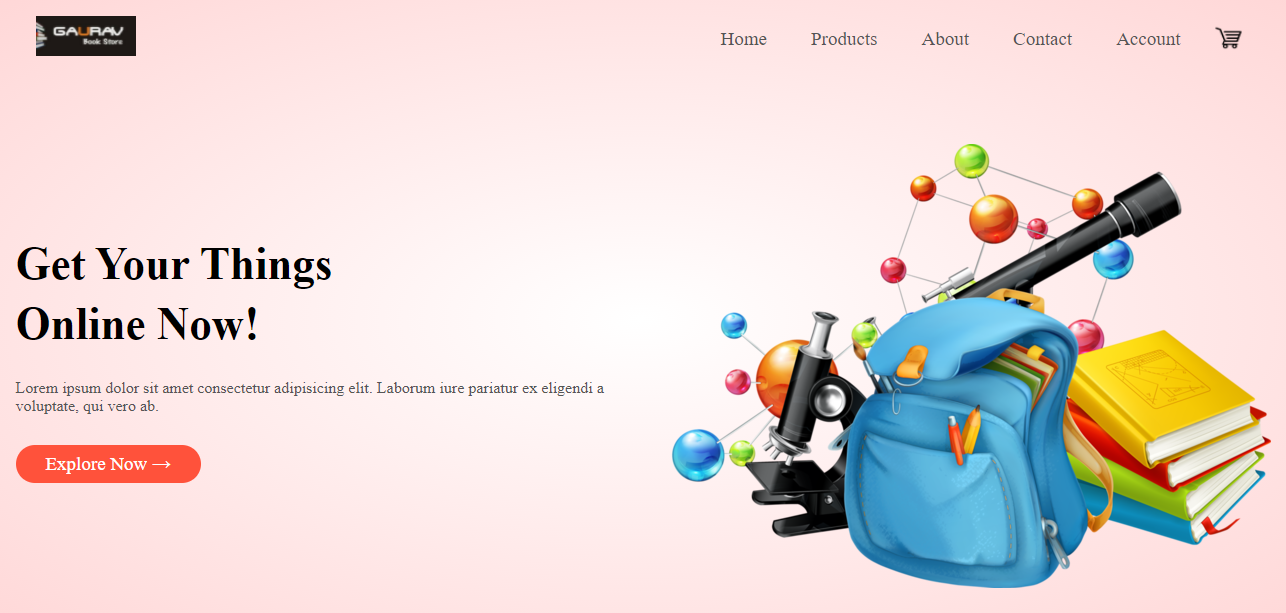 GAURAV
Book Store
Home Products About Contact Account
Get Your Things
Online Now!
Lorem ipsum dolor sit amet consectetur adipisicing elit. Laborum iure pariatur ex eligendi a
voluptate, qui vero ab.
Explore Now →